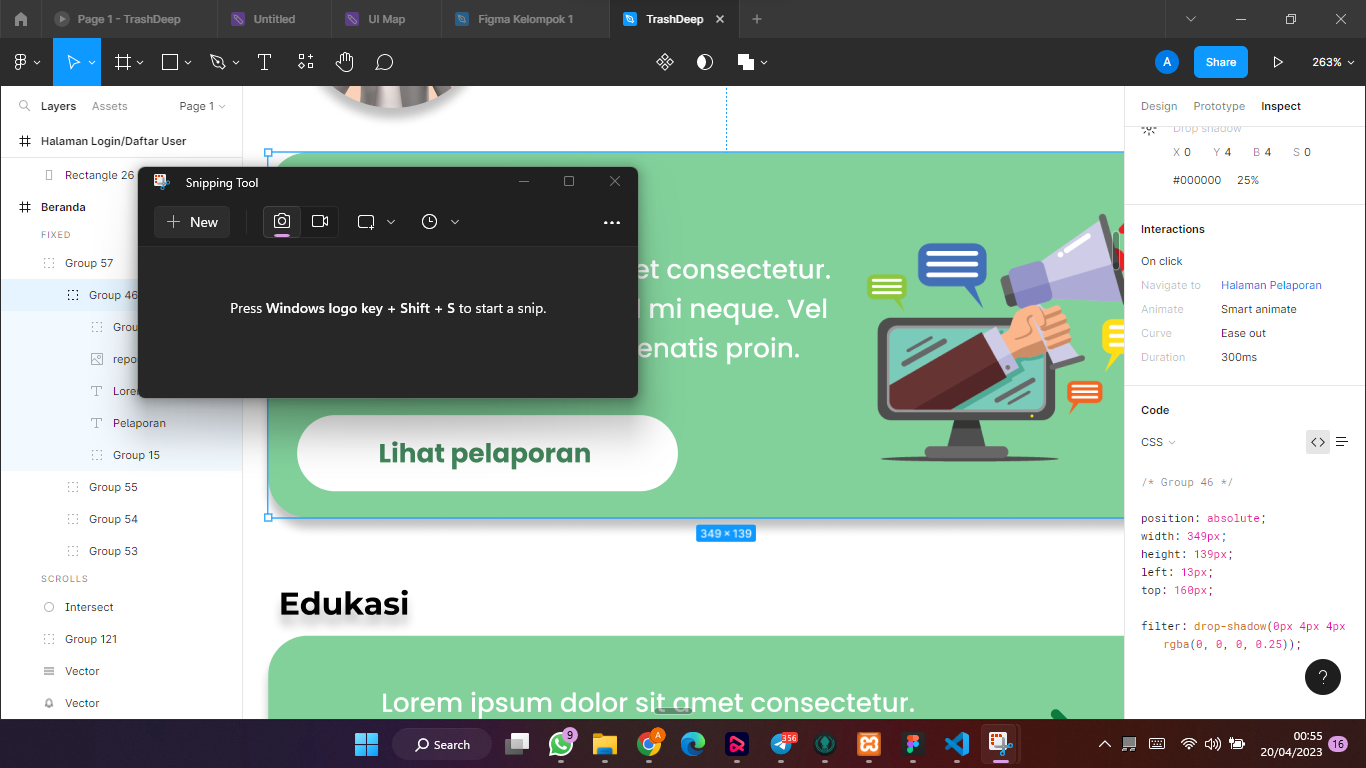 Page 1 - TrashDeep
Untitled
UI Map
Figma Kelompok 1
TrashDeep
A
Share
263%
Layers
Assets
Page 1
Halaman Login/Daftar User
Rectangle 26
Beranda
FIXED
Group 57
Group 46
Grou
repo
Lorem
Pelaporan
Group 15
Group 55
Group 54
Group 53
SCROLLS
Intersect
Group 121
Vector
Vector
Snipping Tool
New
Press Windows logo key + Shift + S to start a snip.
et consectetur.
mi neque. Vel
enatis proin.
Lihat pelaporan
349 × 139
Edukasi
Lorem ipsum dolor sit amet consectetur.
Design
Prototype
Inspect
Drop shadow
X 0 Y 4 B 4 S 0
#000000 25%
Interactions
On click
Navigate to Halaman Pelaporan
Animate Smart animate
Curve Ease out
Duration 300ms
Code
CSS
/* Group 46 */
position: absolute;
width: 349px;
height: 139px;
left: 13px;
top: 160px;
filter: drop-shadow(0px 4px 4px
rgba(0, 0, 0, 0.25));
?
Search
9
A
356
00:55
20/04/2023
16